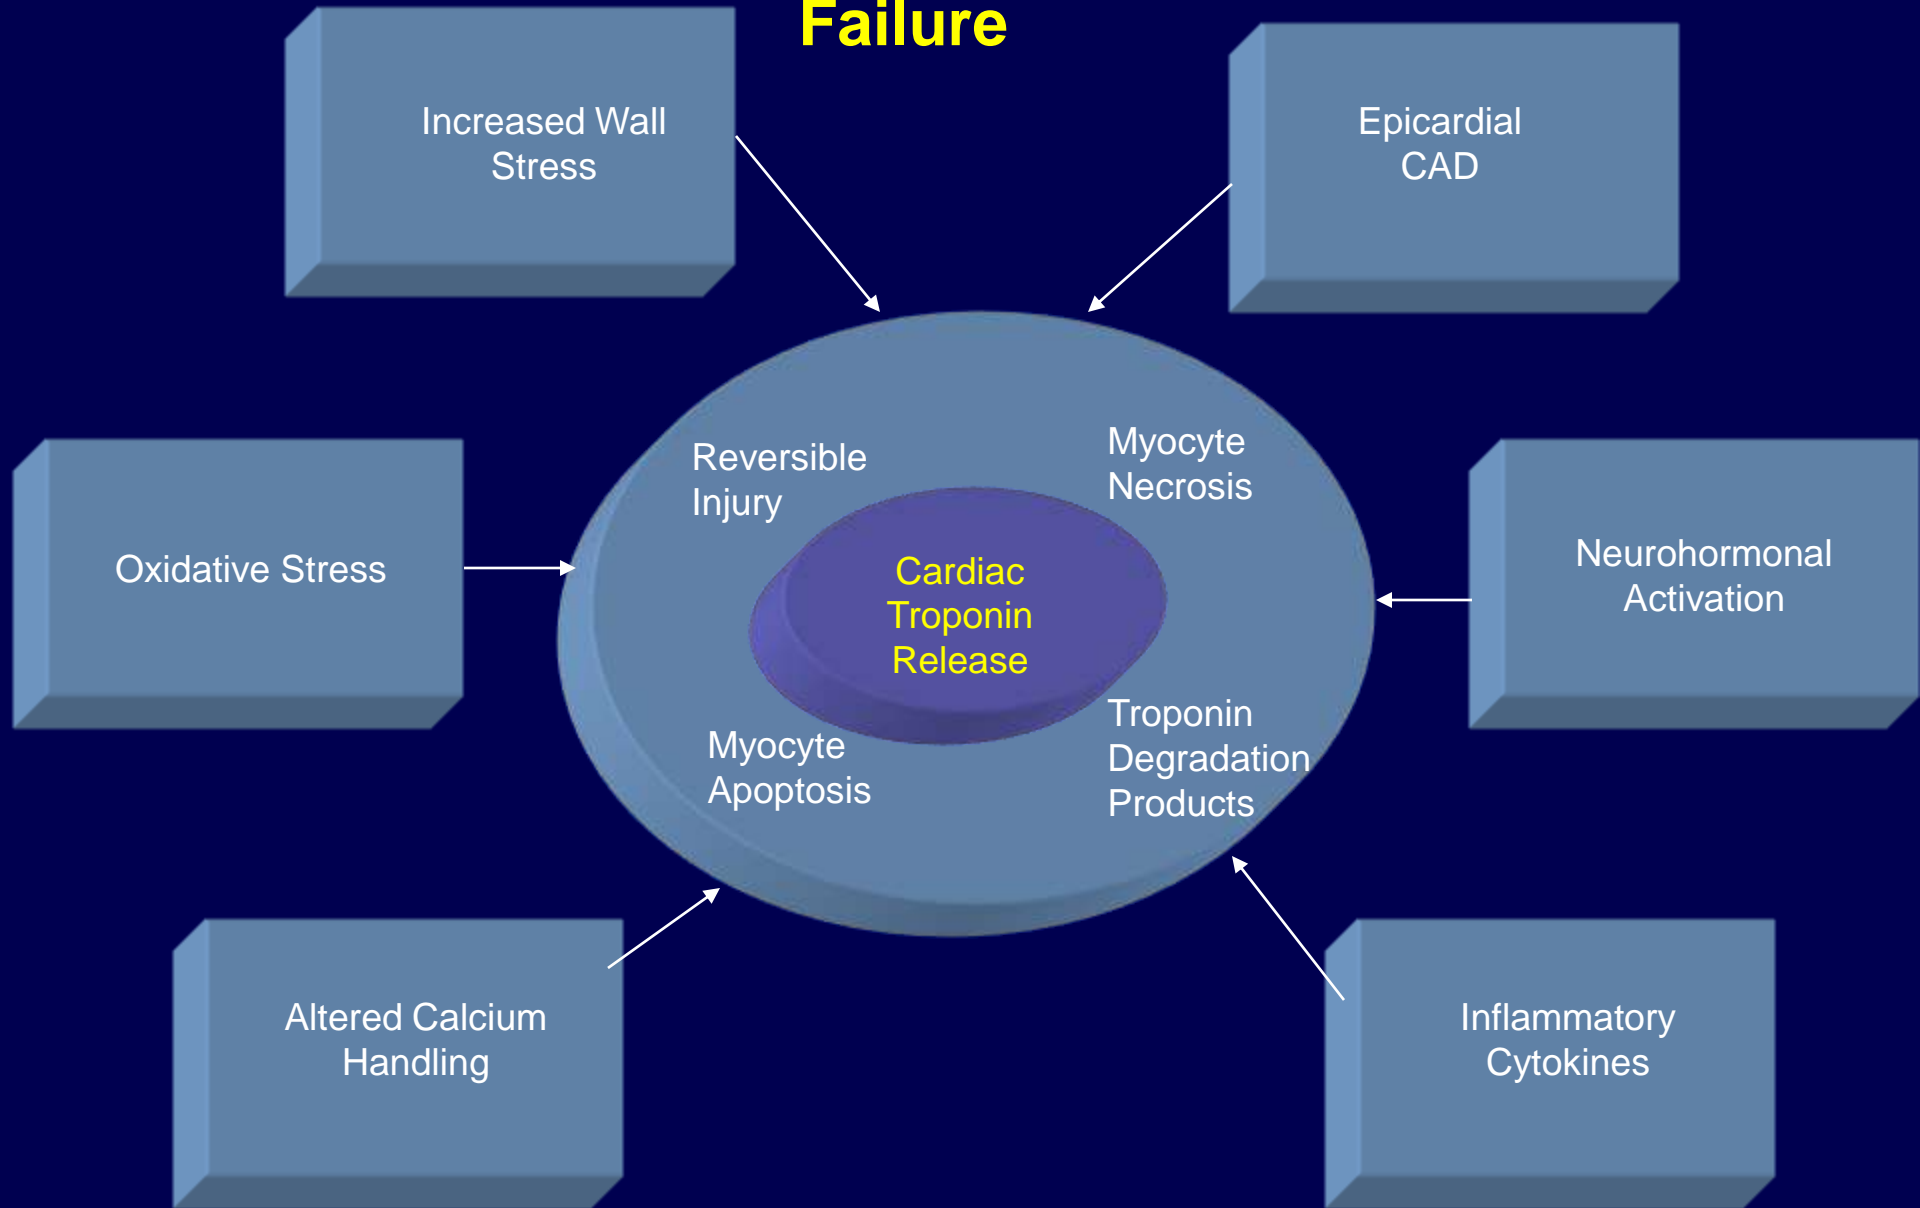 Failure
Increased Wall
Stress
Epicardial
CAD
Reversible
Injury
Myocyte
Necrosis
Oxidative Stress
Cardiac
Troponin
Release
Neurohormonal
Activation
Myocyte
Apoptosis
Troponin
Degradation
Products
Altered Calcium
Handling
Inflammatory
Cytokines